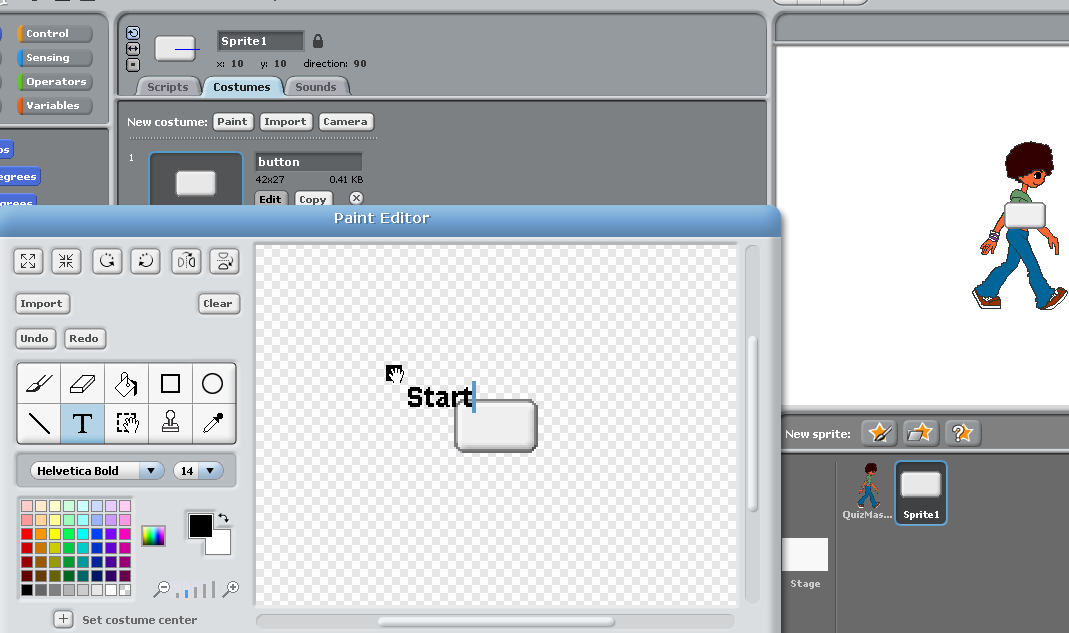 Control
Sensing
Operators
Variables
Sprite1
x: 10 y: 10 direction: 90
Scripts Costumes Sounds
New costume: Paint Import Camera
1
button
42x27 0.41 KB
Edit Copy
egrees
Paint Editor
Import Clear
Undo Redo
T
Helvetica Bold 14
Set costume center
Start
New sprite:
QuizMas... Sprite1
Stage